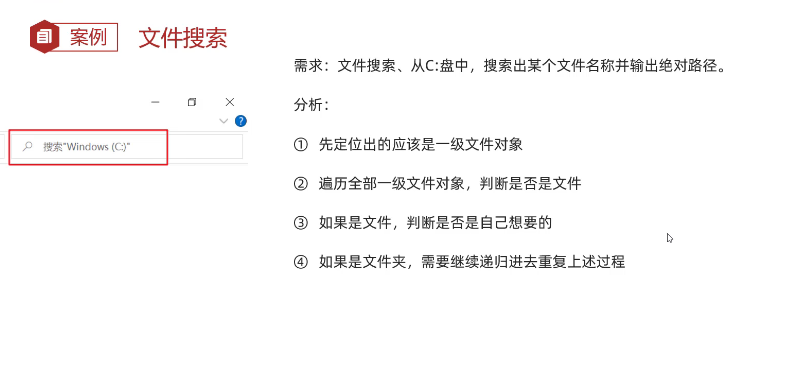 案例
文件搜索
需求：文件搜索、从C:盘中，搜索出某个文件名称并输出绝对路径。
分析：
① 先定位出的应该是一级文件对象
② 遍历全部一级文件对象，判断是否是文件
③ 如果是文件，判断是否是自己想要的
④ 如果是文件夹，需要继续递归进去重复上述过程
搜索"Windows (C:)"